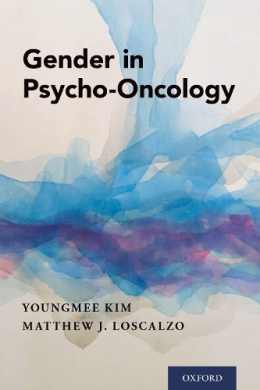 Gender in
Psycho-Oncology
YOUNGMEE KIM
MATTHEW J. LOSCALZO
OXFORD